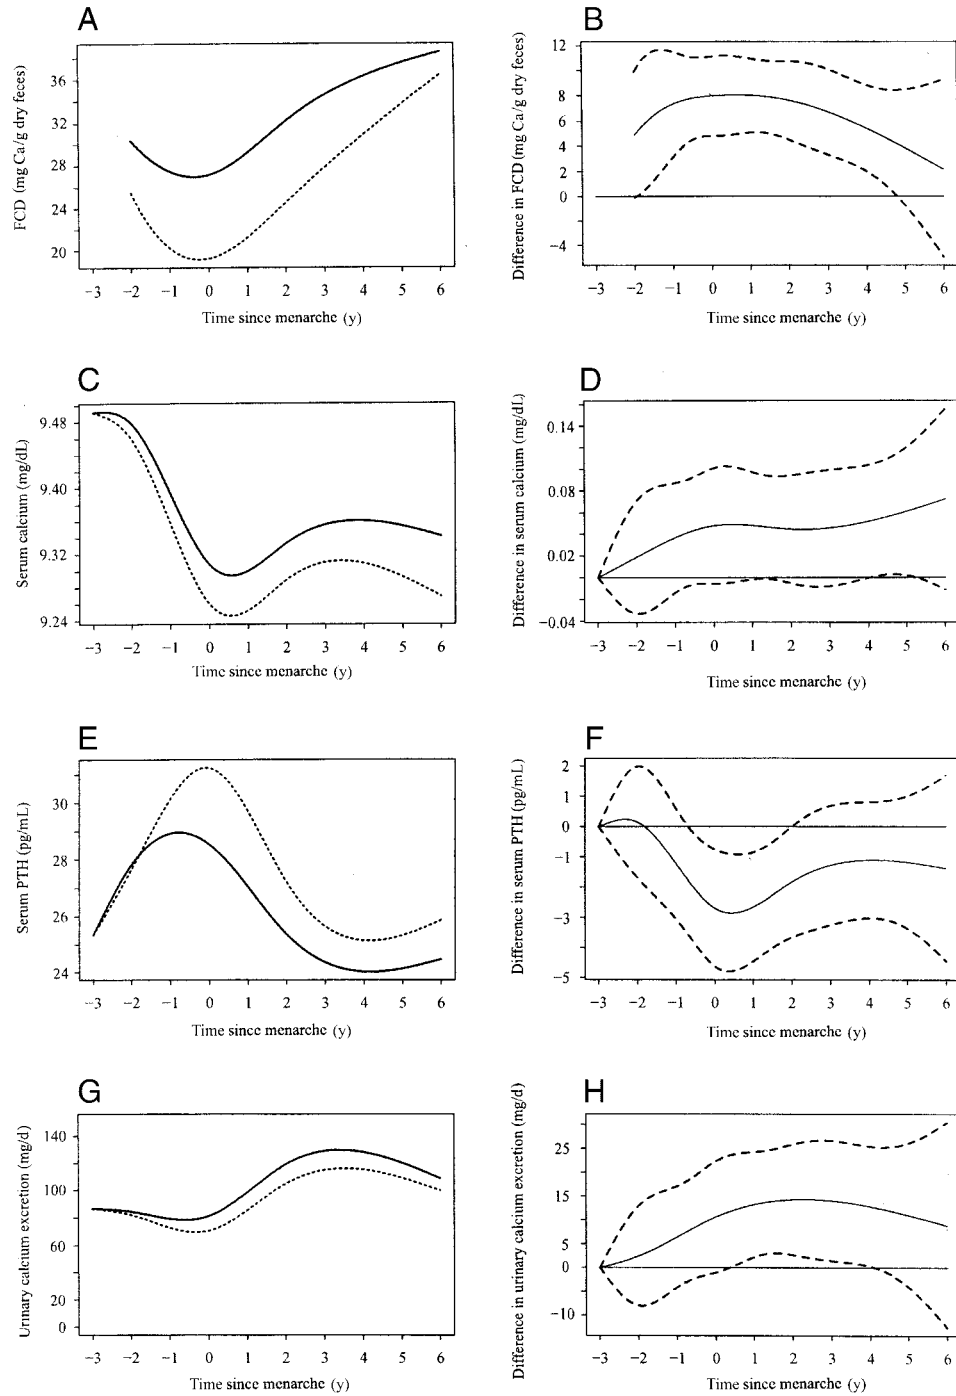 A
B
FCD (mg Ca/g dry feces)
36
32
28
24
20
−3 −2 −1 0 1 2 3 4 5 6
Time since menarche (y)
Difference in FCD (mg Ca/g dry feces)
12
10
8
6
4
2
0
−4
−3 −2 −1 0 1 2 3 4 5 6
Time since menarche (y)
C
D
Serum calcium (mg/dL)
9.48
9.40
9.32
9.24
−3 −2 −1 0 1 2 3 4 5 6
Time since menarche (y)
Difference in serum calcium (mg/dL)
0.14
0.08
0.02
−0.04
−3 −2 −1 0 1 2 3 4 5 6
Time since menarche (y)
E
F
Serum PTH (pg/mL)
30
28
26
24
−3 −2 −1 0 1 2 3 4 5 6
Time since menarche (y)
Difference in serum PTH (pg/mL)
2
1
0
−1
−3
−5
−3 −2 −1 0 1 2 3 4 5 6
Time since menarche (y)
G
H
Urinary calcium excretion (mg/d)
140
100
60
20
0
−3 −2 −1 0 1 2 3 4 5 6
Time since menarche (y)
Difference in urinary calcium excretion (mg/d)
25
15
5
0
−10
−3 −2 −1 0 1 2 3 4 5 6
Time since menarche (y)